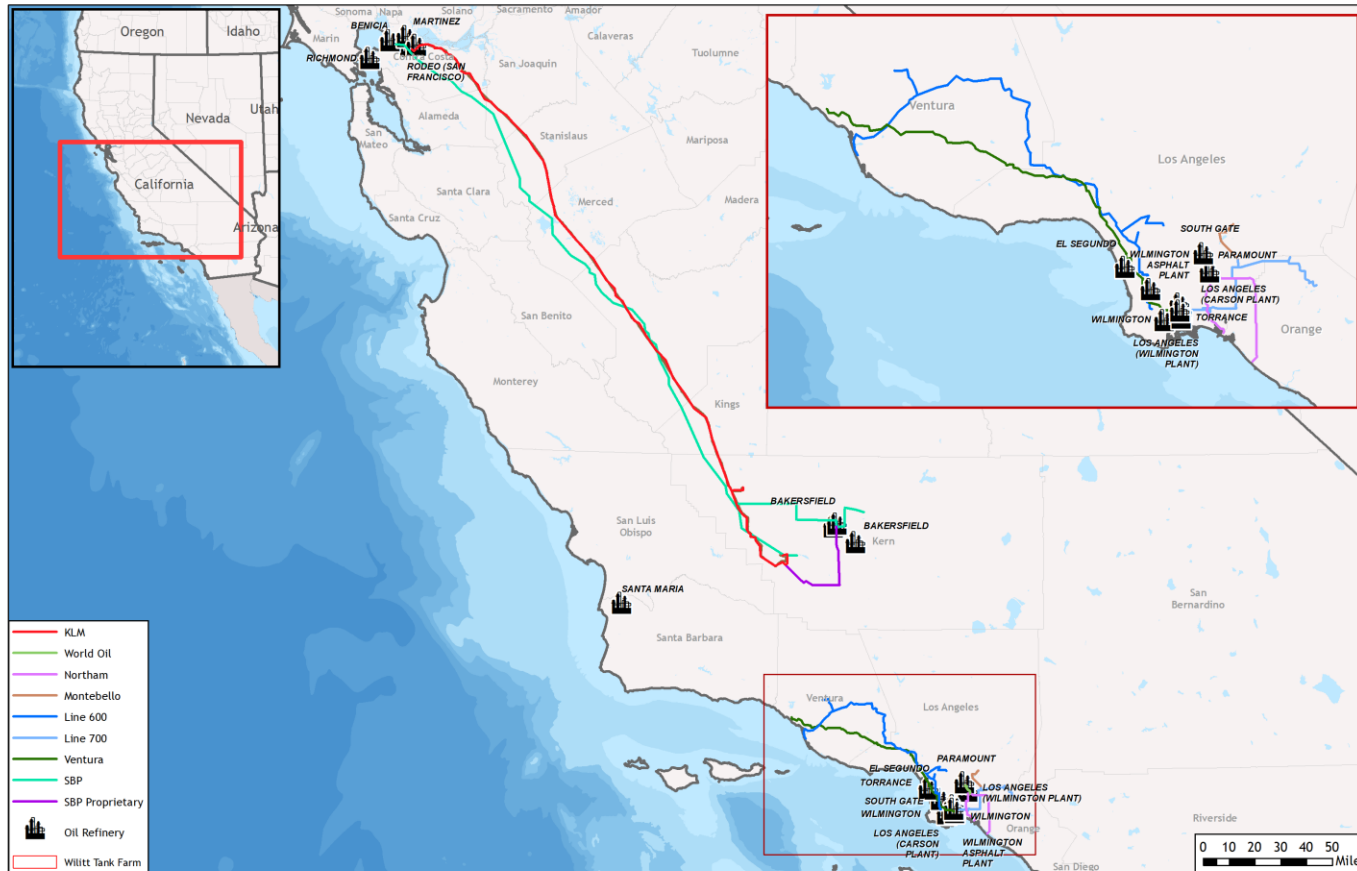 Oregon
Idaho
Nevada
Utah
California
Arizona
Sonoma
Napa
Solano
Sacramento
Amador
Marin
BENICIA
MARTINEZ
RICHMOND
Contra Costa
RODEO (SAN
FRANCISCO)
San Joaquin
Calaveras
Tuolumne
Alameda
San
Mateo
Stanislaus
Mariposa
Santa Clara
Merced
Madera
Santa Cruz
San Benito
Monterey
Kings
BAKERSFIELD
BAKERSFIELD
Kern
San Luis
Obispo
SANTA MARIA
Santa Barbara
San
Bernardino
Ventura
Los Angeles
PARAMOUNT
EL SEGUNDO
TORRANCE
LOS ANGELES
(WILMINGTON PLANT)
SOUTH GATE
WILMINGTON
WILMINGTON
Orange
LOS ANGELES
(CARSON
PLANT)
WILMINGTON
ASPHALT
PLANT
Riverside
San Diego
Ventura
Los Angeles
SOUTH GATE
EL SEGUNDO
WILMINGTON
ASPHALT
PLANT
PARAMOUNT
LOS ANGELES
(CARSON PLANT)
WILMINGTON
TORRANCE
Orange
LOS ANGELES
(WILMINGTON
PLANT)
KLM
World Oil
Northam
Montebello
Line 600
Line 700
Ventura
SBP
SBP Proprietary
Oil Refinery
Wilitt Tank Farm
0 10 20 30 40 50
Mile